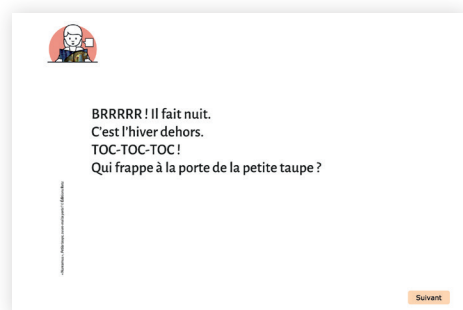 BRRRRR ! Il fait nuit.
C'est l'hiver dehors.
TOC-TOC-TOC !
Qui frappe à la porte de la petite taupe ?
Suivant